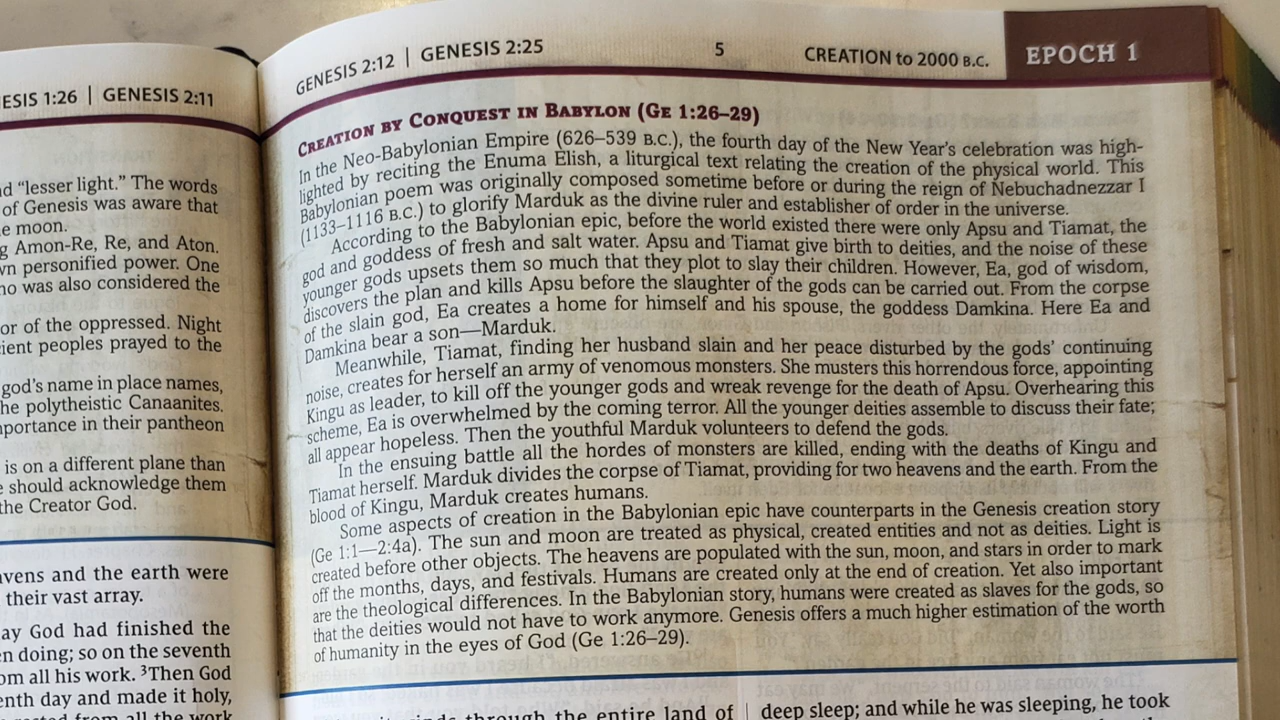 ESIS 1:26 | GENESIS 2:11
d "lesser light." The words
of Genesis was aware that
e moon.
g Amon-Re, Re, and Aton.
vn personified power. One
no was also considered the
or of the oppressed. Night
ient peoples prayed to the
god's name in place names,
he polytheistic Canaanites.
portance in their pantheon
is on a different plane than
e should acknowledge them
the Creator God.
avens and the earth were
their vast array.
ay God had finished the
en doing; so on the seventh
om all his work. ³Then God
enth day and made it holy,
rested from all the work
GENESIS 2:12 | GENESIS 2:25
5
CREATION to 2000 B.C.
EPOCH 1
CREATION BY CONQUEST IN BABYLON (GE 1:26–29)
In the Neo-Babylonian Empire (626–539 B.C.), the fourth day of the New Year's celebration was high-
lighted by reciting the Enuma Elish, a liturgical text relating the creation of the physical world. This
Babylonian poem was originally composed sometime before or during the reign of Nebuchadnezzar I
(1133–1116 B.C.) to glorify Marduk as the divine ruler and establisher of order in the universe.
According to the Babylonian epic, before the world existed there were only Apsu and Tiamat, the
god and goddess of fresh and salt water. Apsu and Tiamat give birth to deities, and the noise of these
younger gods upsets them so much that they plot to slay their children. However, Ea, god of wisdom,
discovers the plan and kills Apsu before the slaughter of the gods can be carried out. From the corpse
of the slain god, Ea creates a home for himself and his spouse, the goddess Damkina. Here Ea and
Damkina bear a son—Marduk.
Meanwhile, Tiamat, finding her husband slain and her peace disturbed by the gods' continuing
noise, creates for herself an army of venomous monsters. She musters this horrendous force, appointing
Kingu as leader, to kill off the younger gods and wreak revenge for the death of Apsu. Overhearing this
scheme, Ea is overwhelmed by the coming terror. All the younger deities assemble to discuss their fate;
all appear hopeless. Then the youthful Marduk volunteers to defend the gods.
In the ensuing battle all the hordes of monsters are killed, ending with the deaths of Kingu and
Tiamat herself. Marduk divides the corpse of Tiamat, providing for two heavens and the earth. From the
blood of Kingu, Marduk creates humans.
Some aspects of creation in the Babylonian epic have counterparts in the Genesis creation story
(Ge 1:1—2:4a). The sun and moon are treated as physical, created entities and not as deities. Light is
created before other objects. The heavens are populated with the sun, moon, and stars in order to mark
off the months, days, and festivals. Humans are created only at the end of creation. Yet also important
are the theological differences. In the Babylonian story, humans were created as slaves for the gods, so
that the deities would not have to work anymore. Genesis offers a much higher estimation of the worth
of humanity in the eyes of God (Ge 1:26–29).
through the entire land of
deep sleep; and while he was sleeping, he took